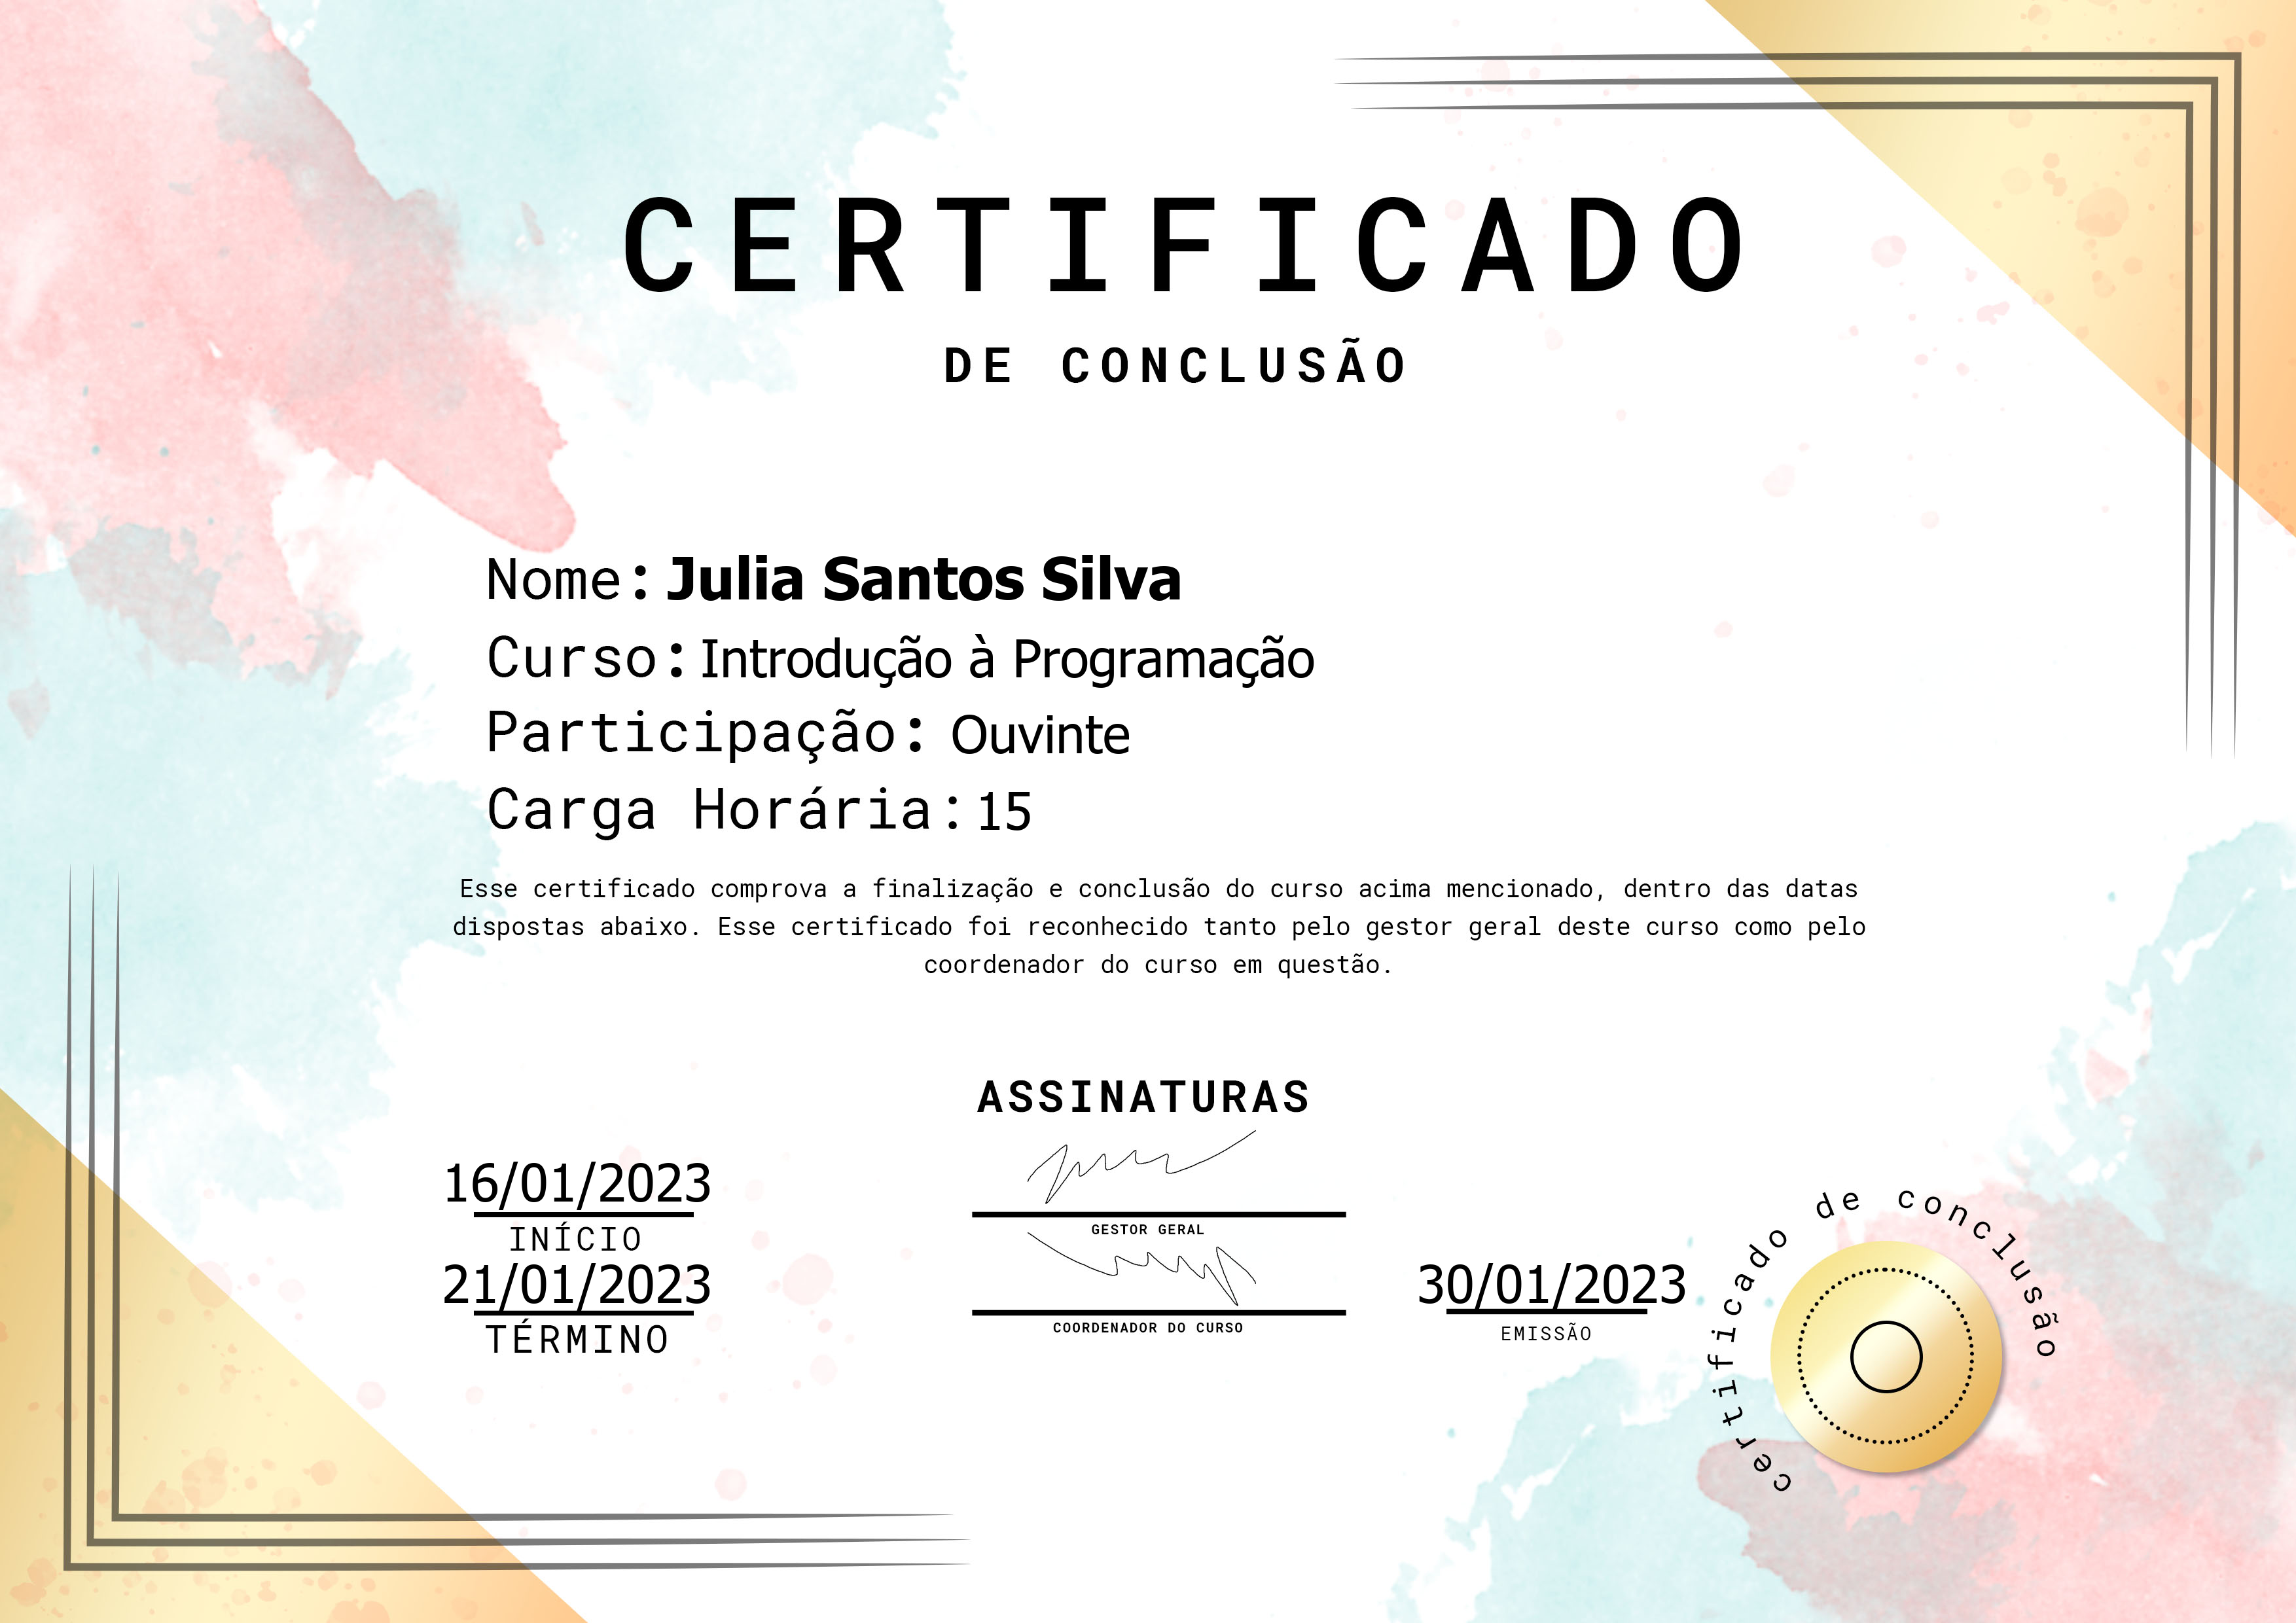 CERTIFICADO
DE CONCLUSÃO
Nome: Julia Santos Silva
Curso: Introdução à Programação
Participação: Ouvinte
Carga Horária: 15
Esse certificado comprova a finalização e conclusão do curso acima mencionado, dentro das datas
dispostas abaixo. Esse certificado foi reconhecido tanto pelo gestor geral deste curso como pelo
coordenador do curso em questão.
ASSINATURAS
16/01/2023
INÍCIO
GESTOR GERAL
21/01/2023
TÉRMINO
COORDENADOR DO CURSO
30/01/2023
EMISSÃO
certificado de conclusão